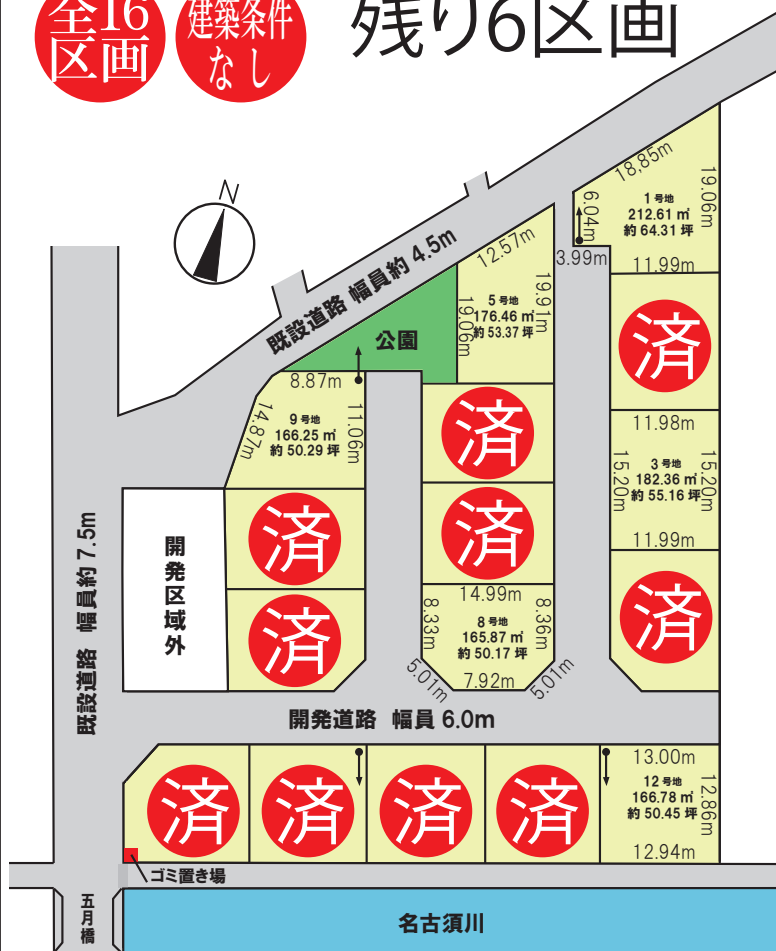 全16
区画
建築条件
なし
残り6区画
N
既設道路 幅員約 4.5m
18,85m
19.06m
6.04m
1号地
212.61 ㎡
約 64.31 坪
3.99m
11.99m
済
12.57m
19.91m
19.06m
5号地
176.46 ㎡
約 53.37 坪
公園
8.87m
14.87m
11.06m
9号地
166.25 ㎡
約 50.29 坪
済
11.98m
15.20m
15.20m
3号地
182.36 ㎡
約 55.16 坪
11.99m
済
済
済
開発区域外
既設道路 幅員約 7.5m
14.99m
8.33m
8.36m
8号地
165.87 ㎡
約 50.17 坪
5.01m
7.92m
5.01m
済
済
開発道路 幅員 6.0m
済
済
済
済
13.00m
12号地
166.78 ㎡
約 50.45 坪
12.86m
12.94m
ゴミ置き場
五月橋
名古須川